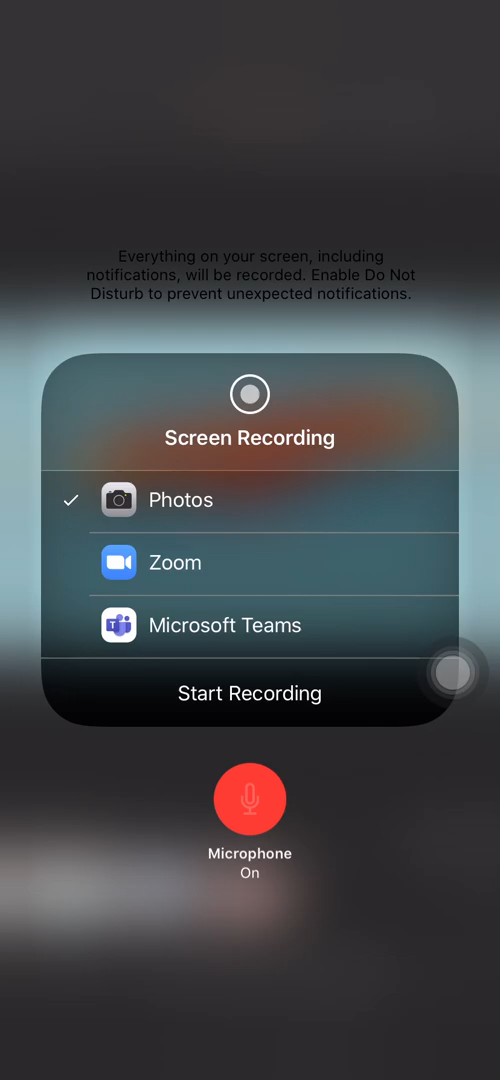 Everything on your screen, including
notifications, will be recorded. Enable Do Not
Disturb to prevent unexpected notifications.
Screen Recording
Photos
Zoom
T
Microsoft Teams
Start Recording
Microphone
On